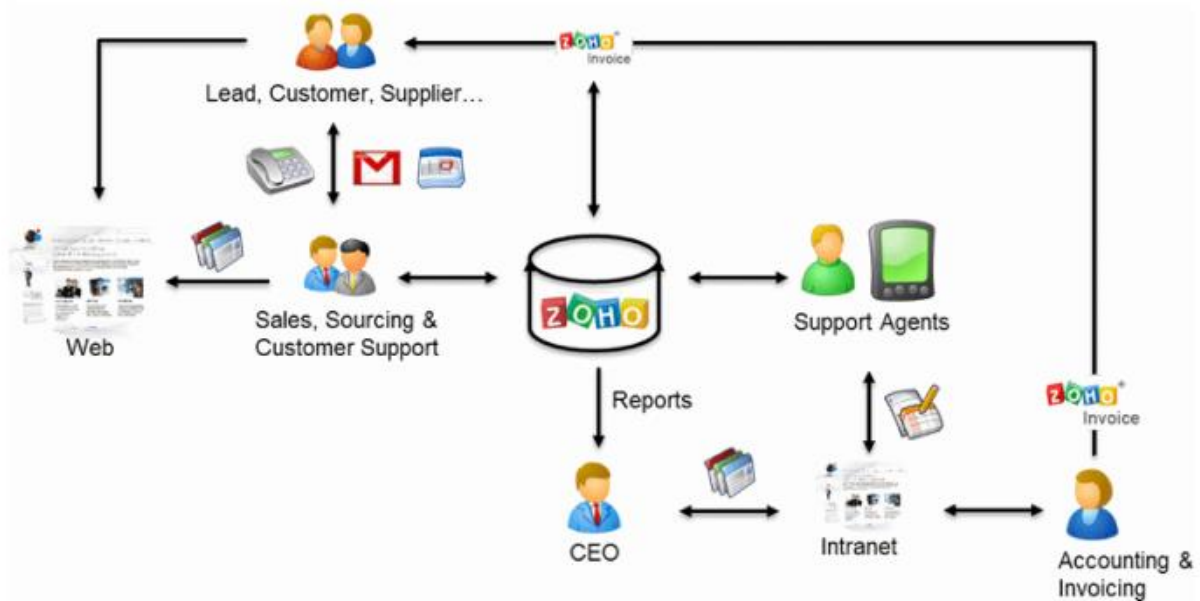 ZOHO
Invoice
Lead, Customer, Supplier...
ZOHO
Sales, Sourcing &
Customer Support
Web
Support Agents
Reports
ZOHO
Invoice
CEO
Intranet
Accounting &
Invoicing